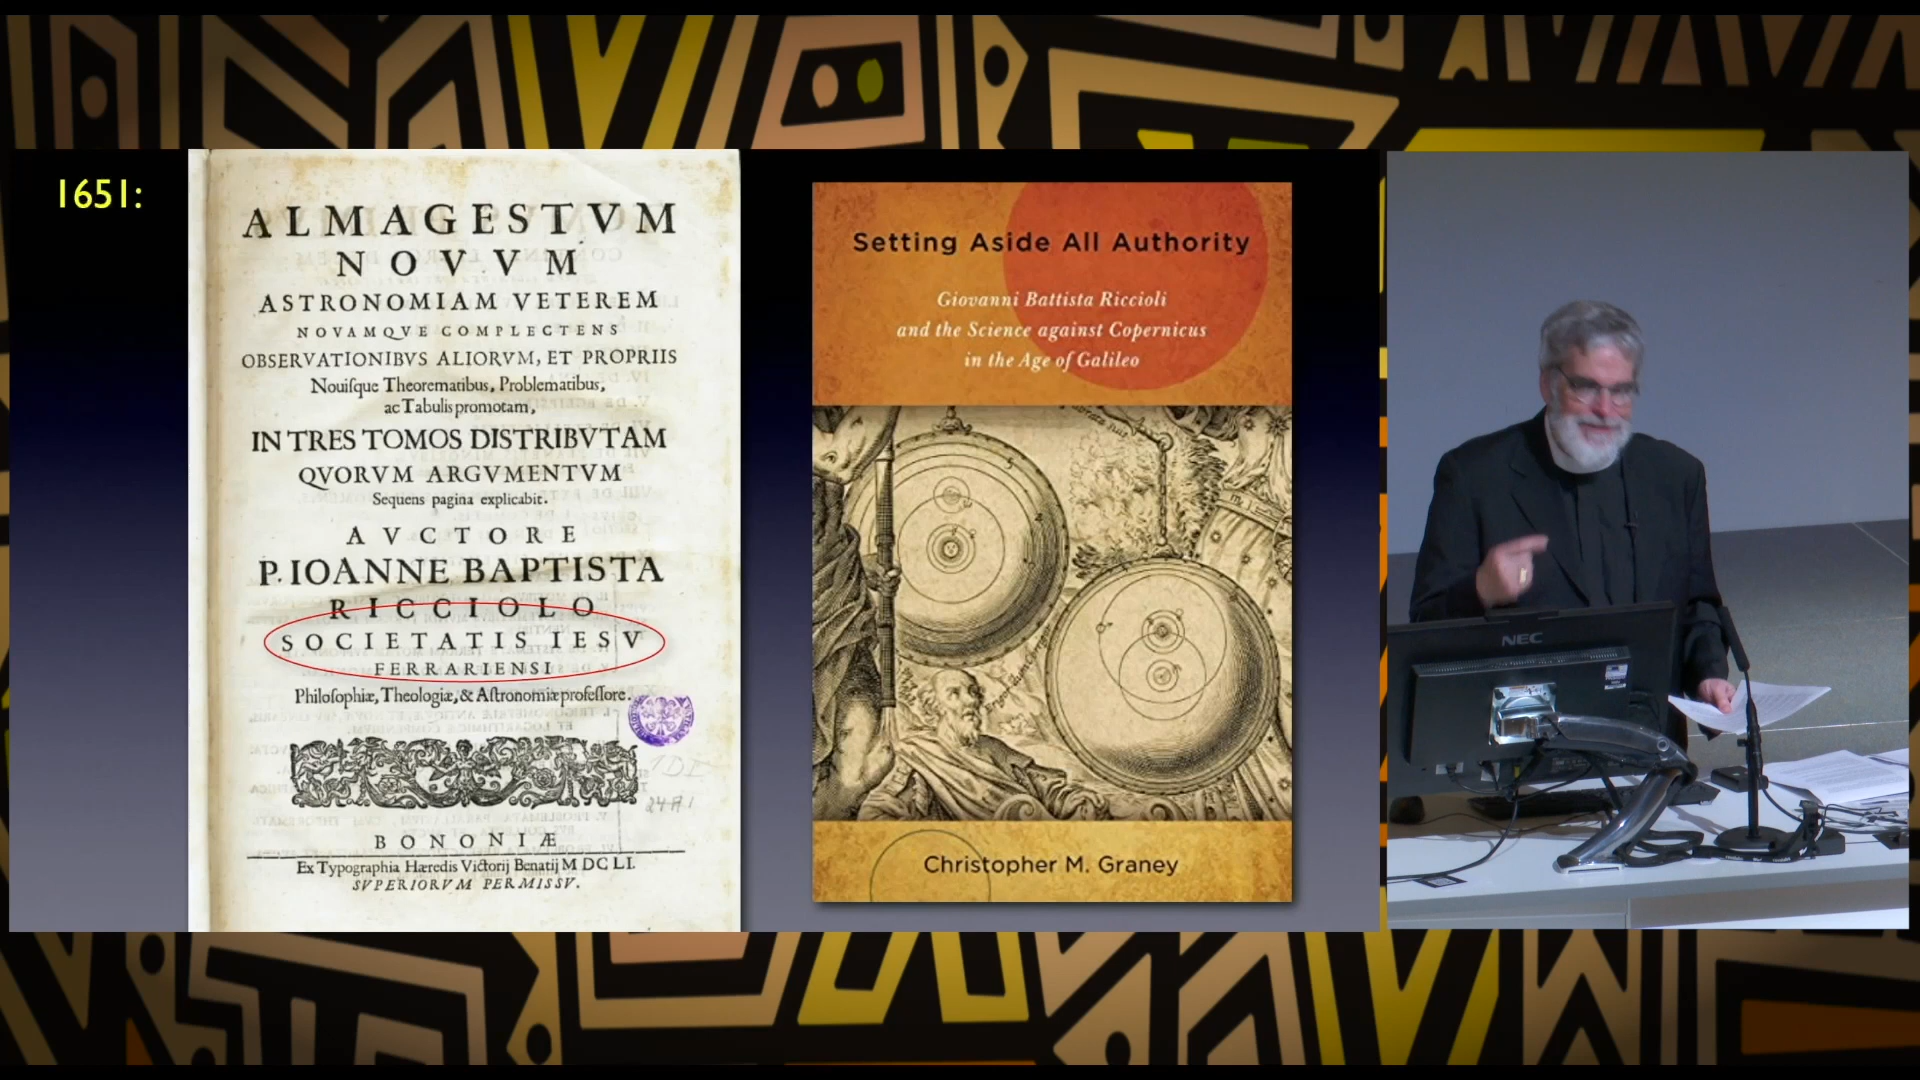 1651:
ALMAGESTVM
NOVVM
ASTRONOMIAM VETEREM
NOVAMQVE COMPLECTENS
OBSERVATIONIBVS ALIORVM, ET PROPRIIS
Nouiſque Theorematibus, Problematibus,
ac Tabulis promotam,
IN TRES TOMOS DISTRIBVTAM
QVORVM ARGVMENTVM
Sequens pagina explicabit.
AVCTORE
P. IOANNE BAPTISTA
RICCIOLO
SOCIETATIS IESV
FERRARIENSI
Philoſophiæ, Theologiæ, & Aſtronomiæ profeſſore.
BONONIÆ
Ex Typographia Hæredis Victorij Benatij M DC LI.
SVPERIORVM PERMISSV.
Setting Aside All Authority
Giovanni Battista Riccioli
and the Science against Copernicus
in the Age of Galileo
Christopher M. Graney
NEC